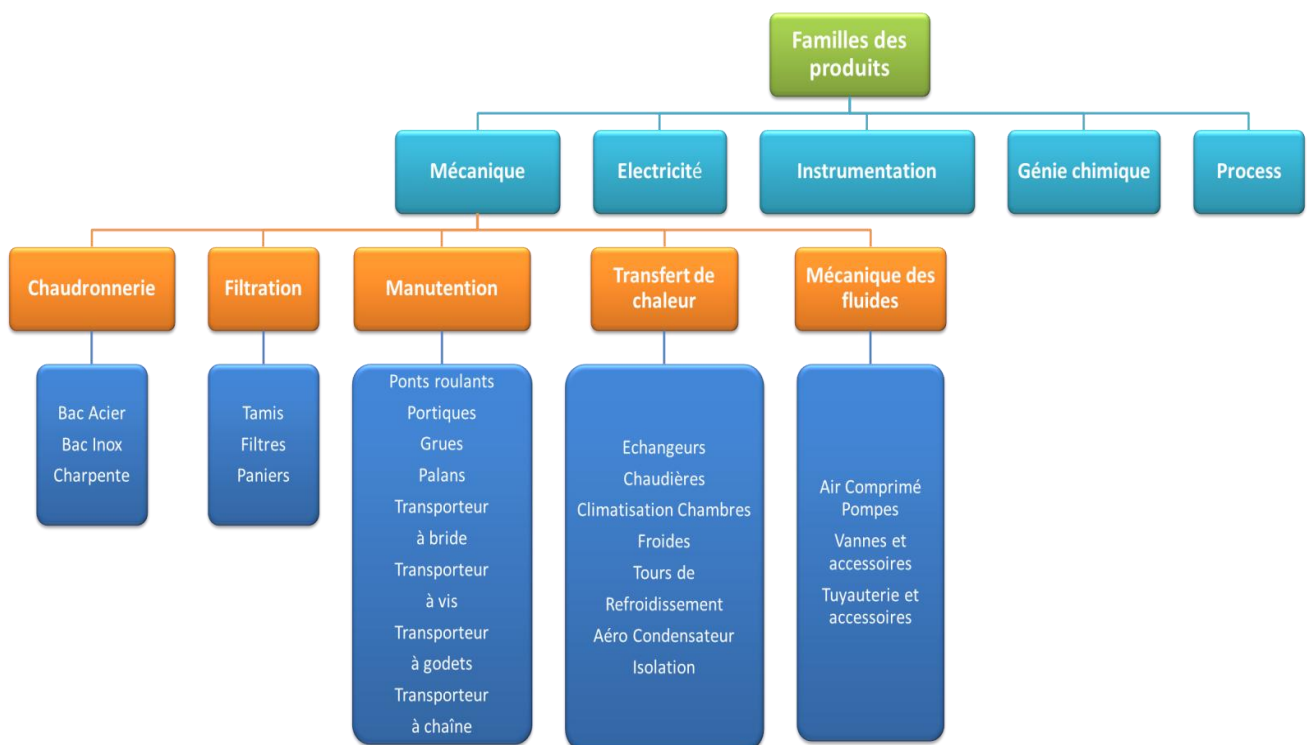 Familles des
produits
Mécanique
Electricité
Instrumentation
Génie chimique
Process
Chaudronnerie
Filtration
Manutention
Transfert de
chaleur
Mécanique des
fluides
Bac Acier
Bac Inox
Charpente
Tamis
Filtres
Paniers
Ponts roulants
Portiques
Grues
Palans
Transporteur
à bride
Transporteur
à vis
Transporteur
à godets
Transporteur
à chaîne
Echangeurs
Chaudières
Climatisation Chambres
Froides
Tours de
Refroidissement
Aéro Condensateur
Isolation
Air Comprimé
Pompes
Vannes et
accessoires
Tuyauterie et
accessoires